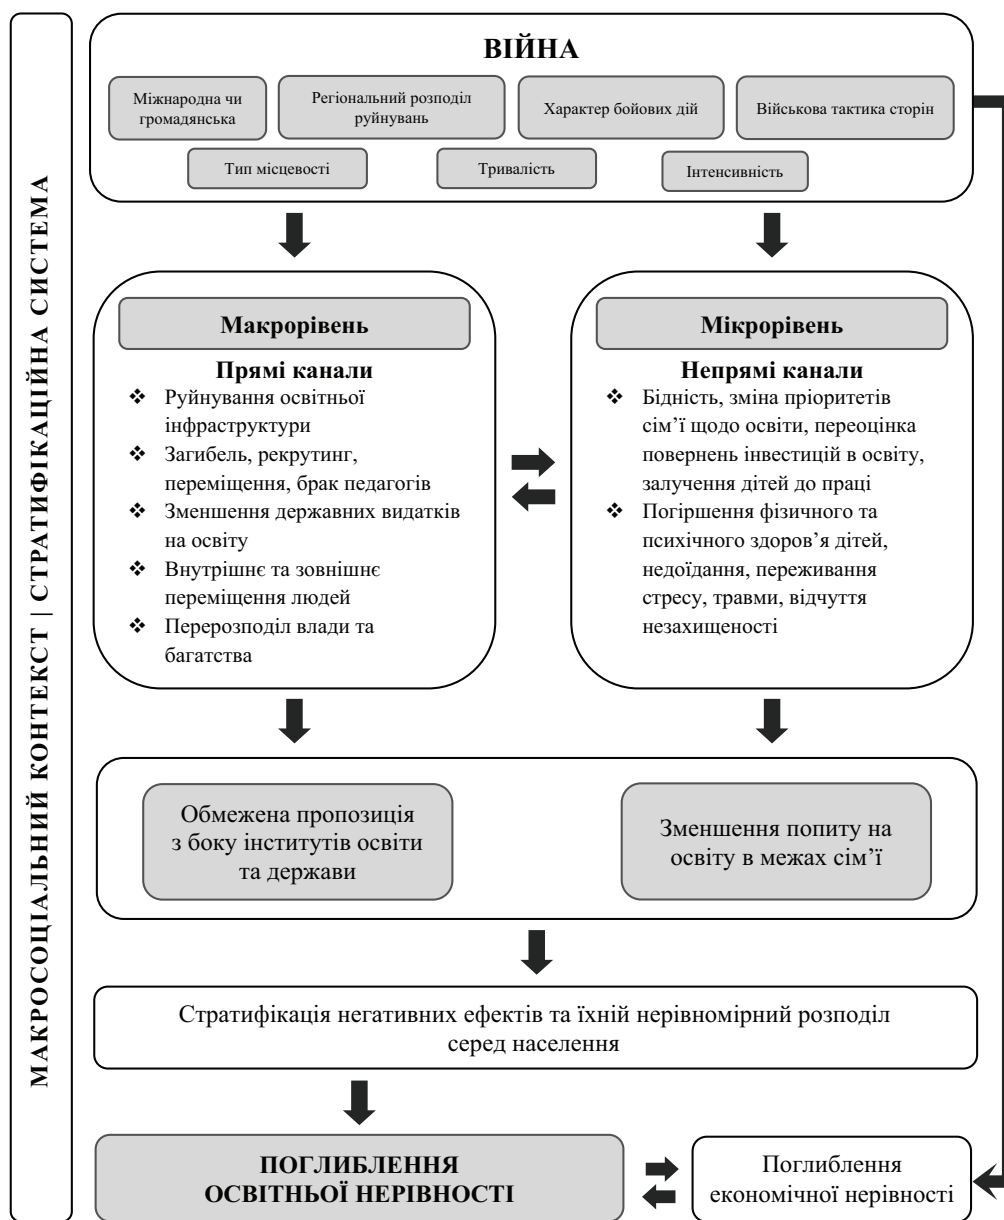 МАКРОСОЦІАЛЬНИЙ КОНТЕКСТ | СТРАТИФІКАЦІЙНА СИСТЕМА
ВІЙНА
Міжнародна чи
громадянська
Регіональний розподіл
руйнувань
Характер бойових дій
Військова тактика сторін
Тип місцевості
Тривалість
Інтенсивність
Макрорівень
Прямі канали
❖ Руйнування освітньої
інфраструктури
❖ Загибель, рекрутинг,
переміщення, брак педагогів
❖ Зменшення державних видатків
на освіту
❖ Внутрішнє та зовнішнє
переміщення людей
❖ Перерозподіл влади та
багатства
Мікрорівень
Непрямі канали
❖ Бідність, зміна пріоритетів
сім’ї щодо освіти, переоцінка
повернень інвестицій в освіту,
залучення дітей до праці
❖ Погіршення фізичного та
психічного здоров’я дітей,
недоїдання, переживання
стресу, травми, відчуття
незахищеності
Обмежена пропозиція
з боку інститутів освіти
та держави
Зменшення попиту на
освіту в межах сім’ї
Стратифікація негативних ефектів та їхній нерівномірний розподіл
серед населення
ПОГЛИБЛЕННЯ
ОСВІТНЬОЇ НЕРІВНОСТІ
Поглиблення
економічної нерівності